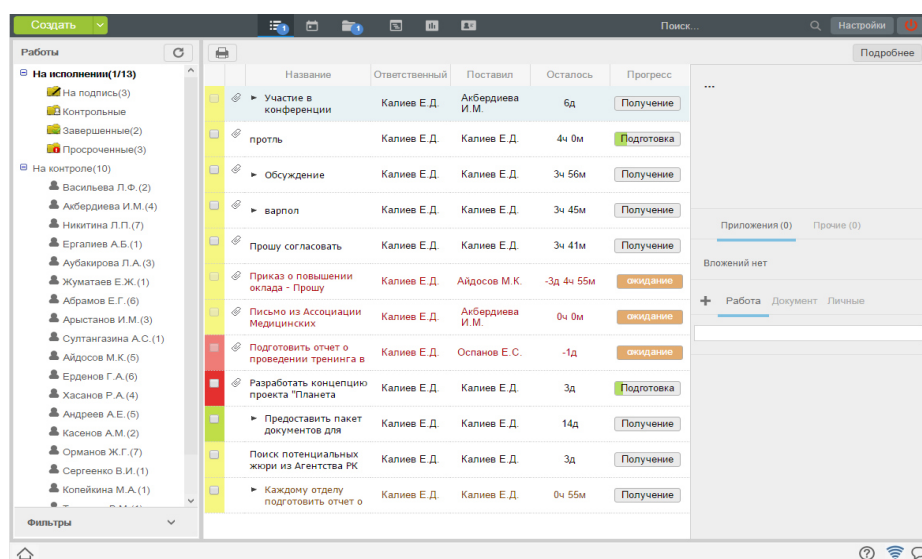 Создать
1
1
Поиск...
Настройки
Работы
Подробнее
На исполнении(1/13)
На подпись(3)
Контрольные
Завершенные(2)
Просроченные(3)
На контроле(10)
Васильева Л.Ф.(2)
Акбердиева И.М.(4)
Никитина Л.П.(7)
Ергалиев А.Б.(1)
Аубакирова Л.А.(3)
Жуматаев Е.Ж.(1)
Абрамов Е.Г.(6)
Арыстанов И.М.(3)
Султангазина А.С.(1)
Айдосов М.К.(5)
Ерденов Г.А.(6)
Хасанов Р.А.(4)
Андреев А.Е.(5)
Касенов А.М.(2)
Орманов Ж.Г.(7)
Сергеенко В.И.(1)
Копейкина М.А.(1)
Фильтры
Название Ответственный Поставил Осталось Прогресс
Участие в
конференции Калиев Е.Д. Акбердиева И.М. 6д Получение
протль Калиев Е.Д. Калиев Е.Д. 4ч 0м Подготовка
Обсуждение Калиев Е.Д. Калиев Е.Д. 3ч 56м Получение
варпол Калиев Е.Д. Калиев Е.Д. 3ч 45м Получение
Прошу согласовать Калиев Е.Д. Калиев Е.Д. 3ч 41м Получение
Приказ о повышении
оклада - Прошу Калиев Е.Д. Айдосов М.К. -3д 4ч 55м ожидание
Письмо из Ассоциации
Медицинских Калиев Е.Д. Акбердиева И.М. 0ч 0м ожидание
Подготовить отчет о
проведении тренинга в Калиев Е.Д. Оспанов Е.С. -1д ожидание
Разработать концепцию
проекта "Планета Калиев Е.Д. Калиев Е.Д. 3д Подготовка
Предоставить пакет
документов для Калиев Е.Д. Калиев Е.Д. 14д Получение
Поиск потенциальных
жюри из Агентства РК Калиев Е.Д. Калиев Е.Д. 3д Получение
Каждому отделу
подготовить отчет о Калиев Е.Д. Калиев Е.Д. 0ч 55м Получение
...
Приложения (0) Прочие (0)
Вложений нет
Работа Документ Личные